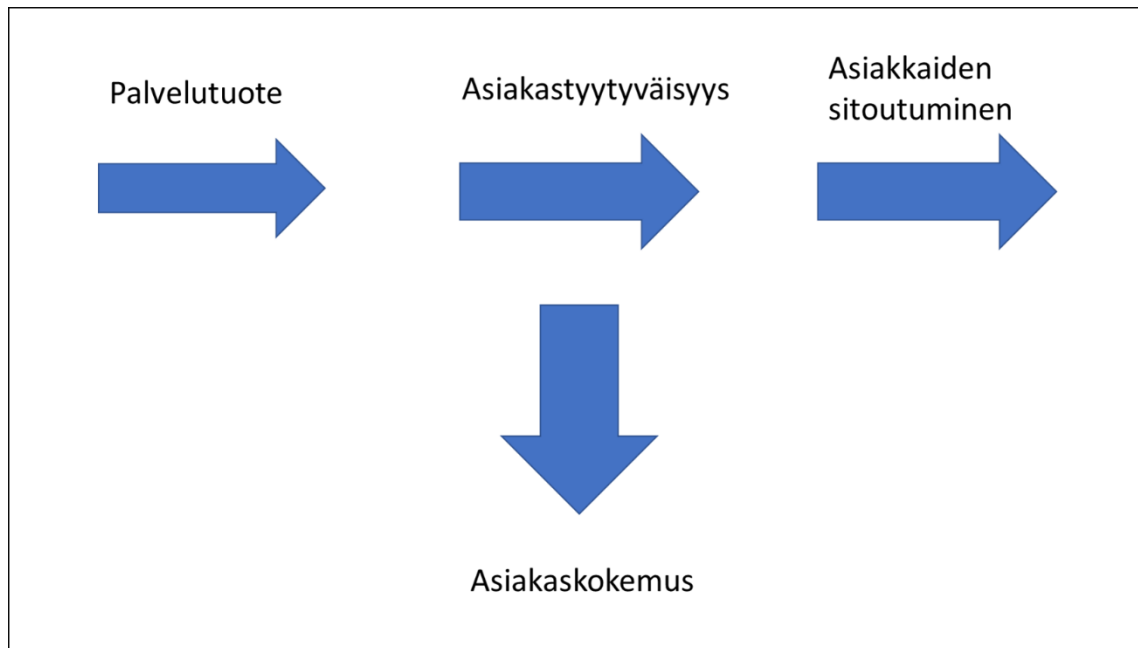 Palvelutuote
Asiakastyytyväisyys
Asiakkaiden
sitoutuminen
Asiakaskokemus